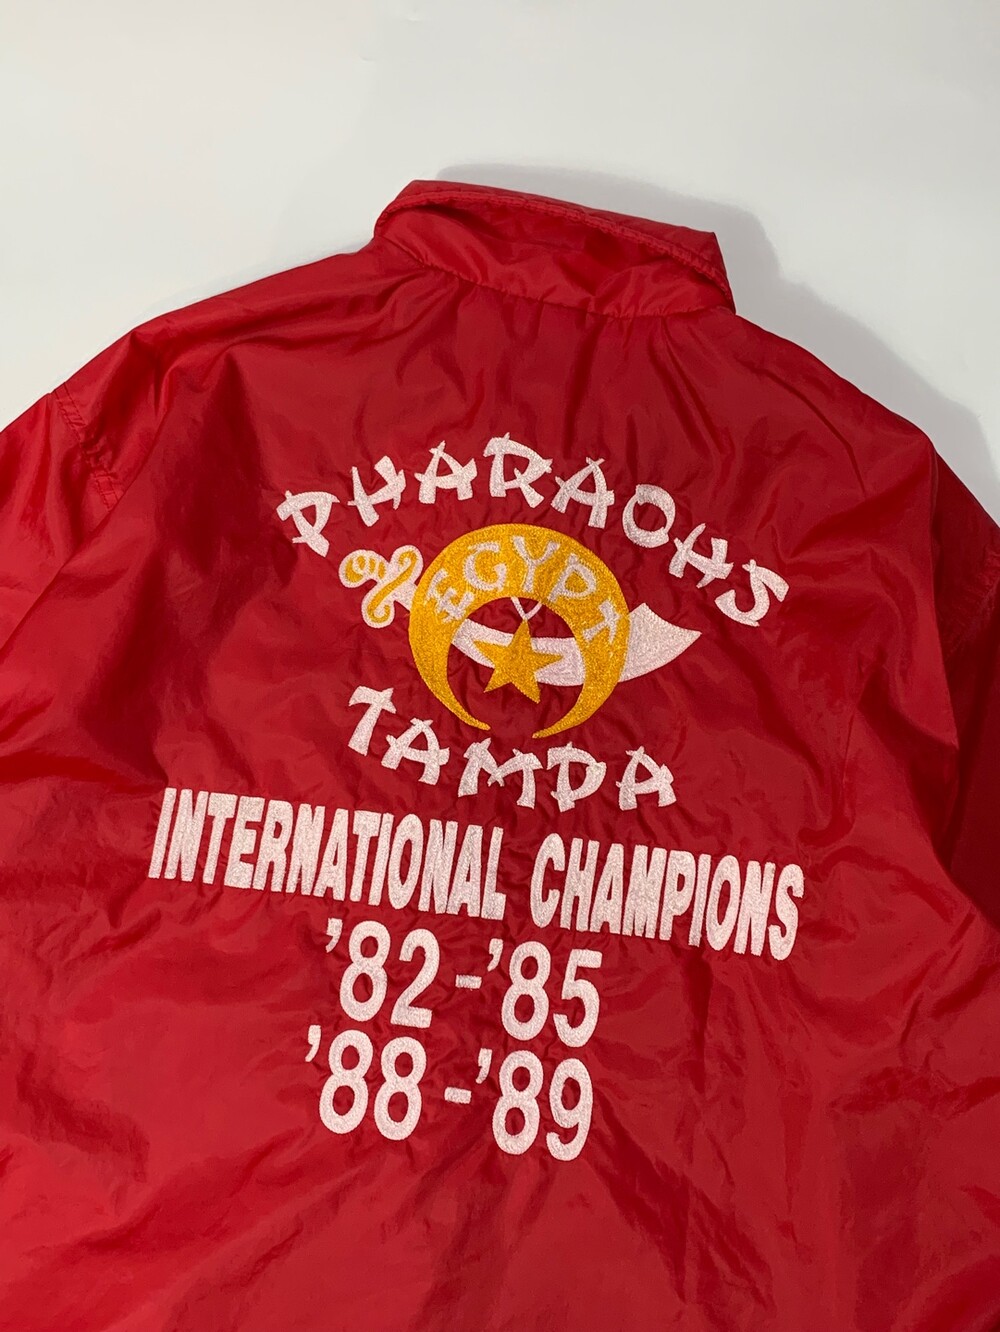 PHARAOHS
EGYPT
TAMPA
INTERNATIONAL CHAMPIONS
'82-'85
'88-'89